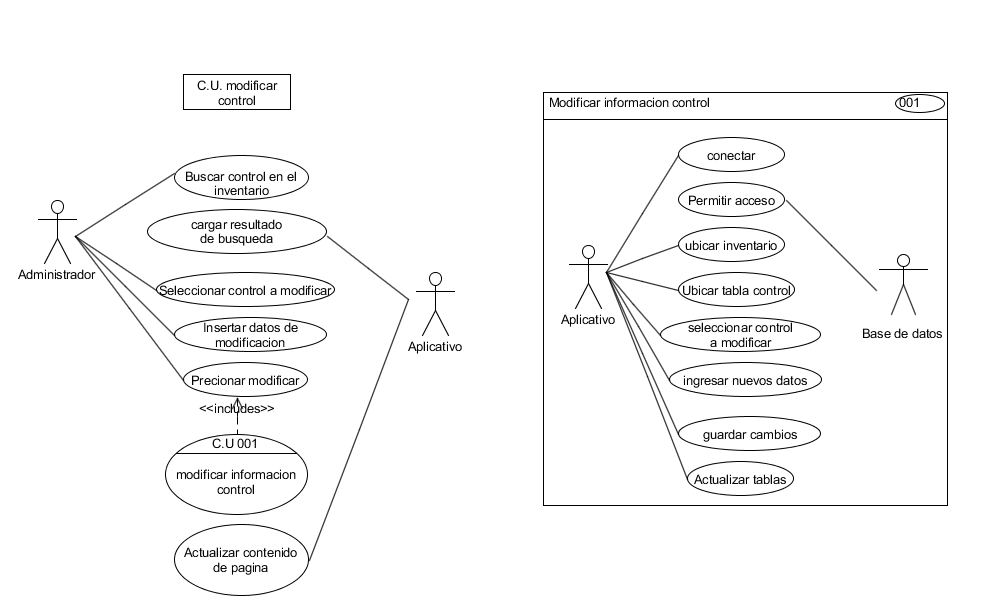 C.U. modificar
control
Buscar control en el
inventario
cargar resultado
de busqueda
Administrador
Seleccionar control a modificar
Insertar datos de
modificacion
Aplicativo
Precionar modificar
<<includes>>
C.U 001
modificar informacion
control
Actualizar contenido
de pagina
Modificar informacion control
001
conectar
Permitir acceso
ubicar inventario
Ubicar tabla control
Aplicativo
seleccionar control
a modificar
Base de datos
ingresar nuevos datos
guardar cambios
Actualizar tablas